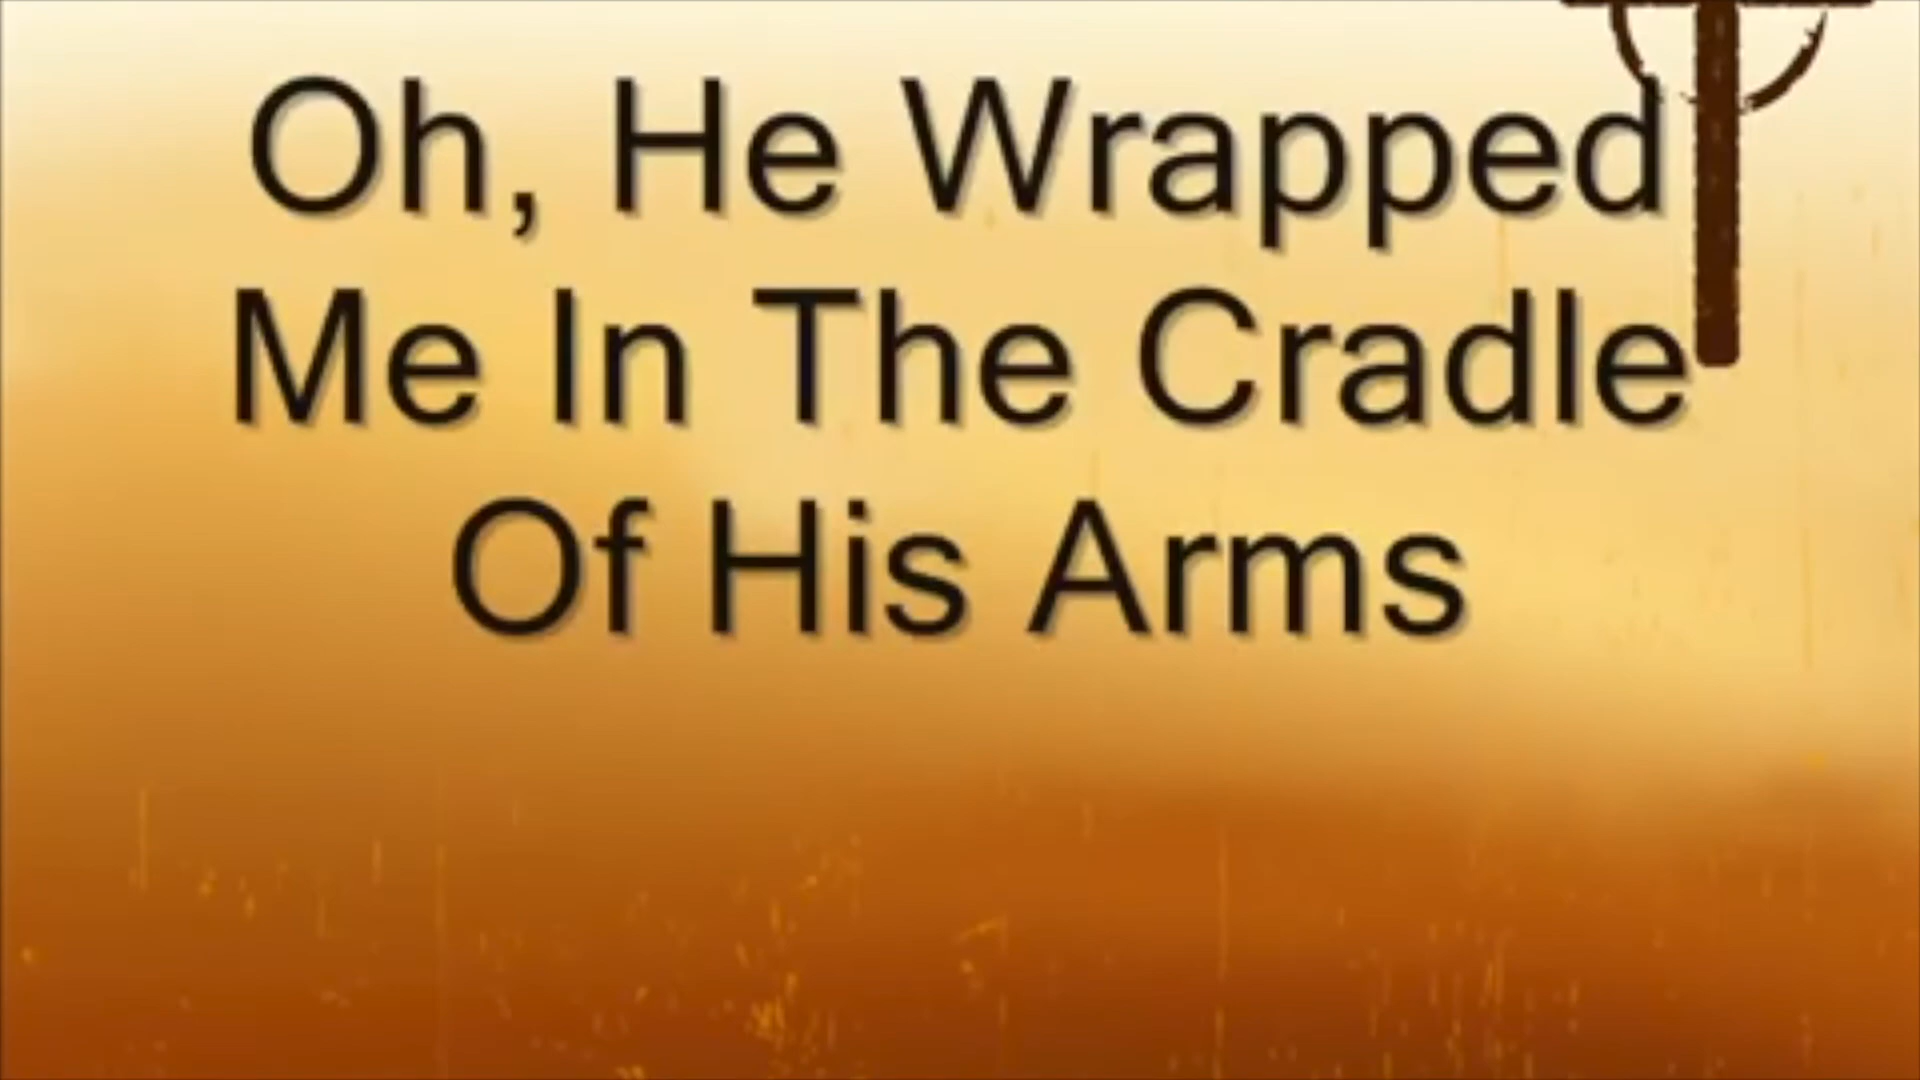 Oh, He Wrapped
Me In The Cradle
Of His Arms